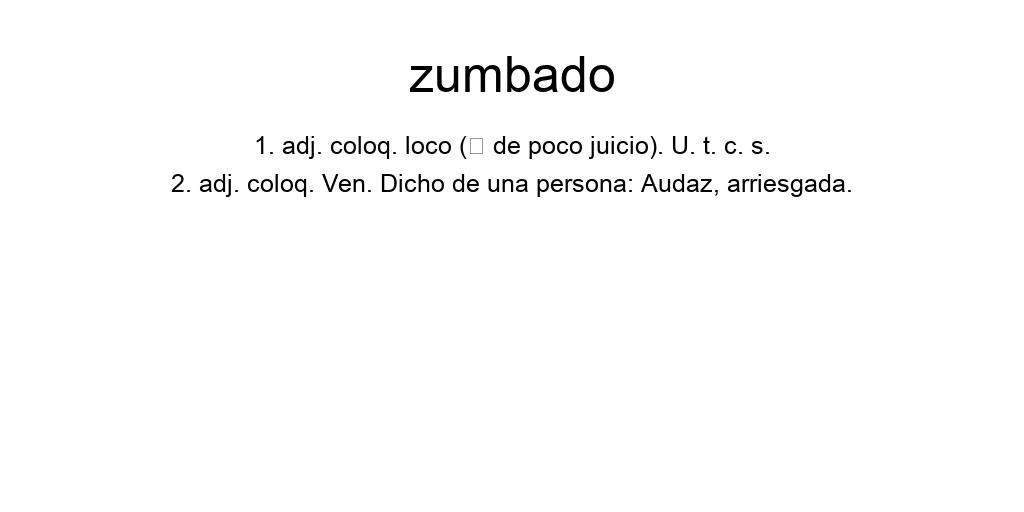 zumbado
1. adj. coloq. loco (□ de poco juicio). U. t. c. s.
2. adj. coloq. Ven. Dicho de una persona: Audaz, arriesgada.